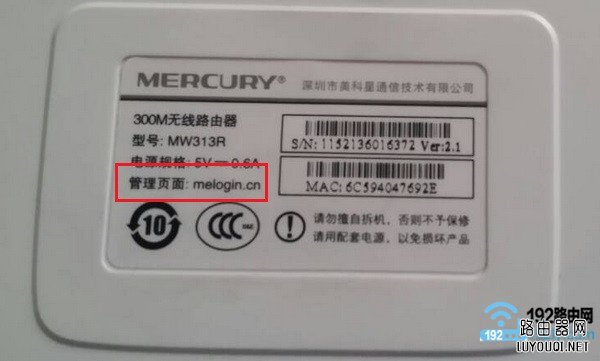 MERCURY® 深圳市美科星通信技术有限公司
300M无线路由器
型号: MW313R
电源规格: 5V⎓0.6A
管理页面: melogin.cn
S/N: 1152136016372 Ver:2.1
MAC: 6C594047692E
10
CCC
S&E
请勿擅自拆机，否则不予保修
请用配套电源，以免损坏产品
192路由网
192
路由器网
LUYOUQI.NET